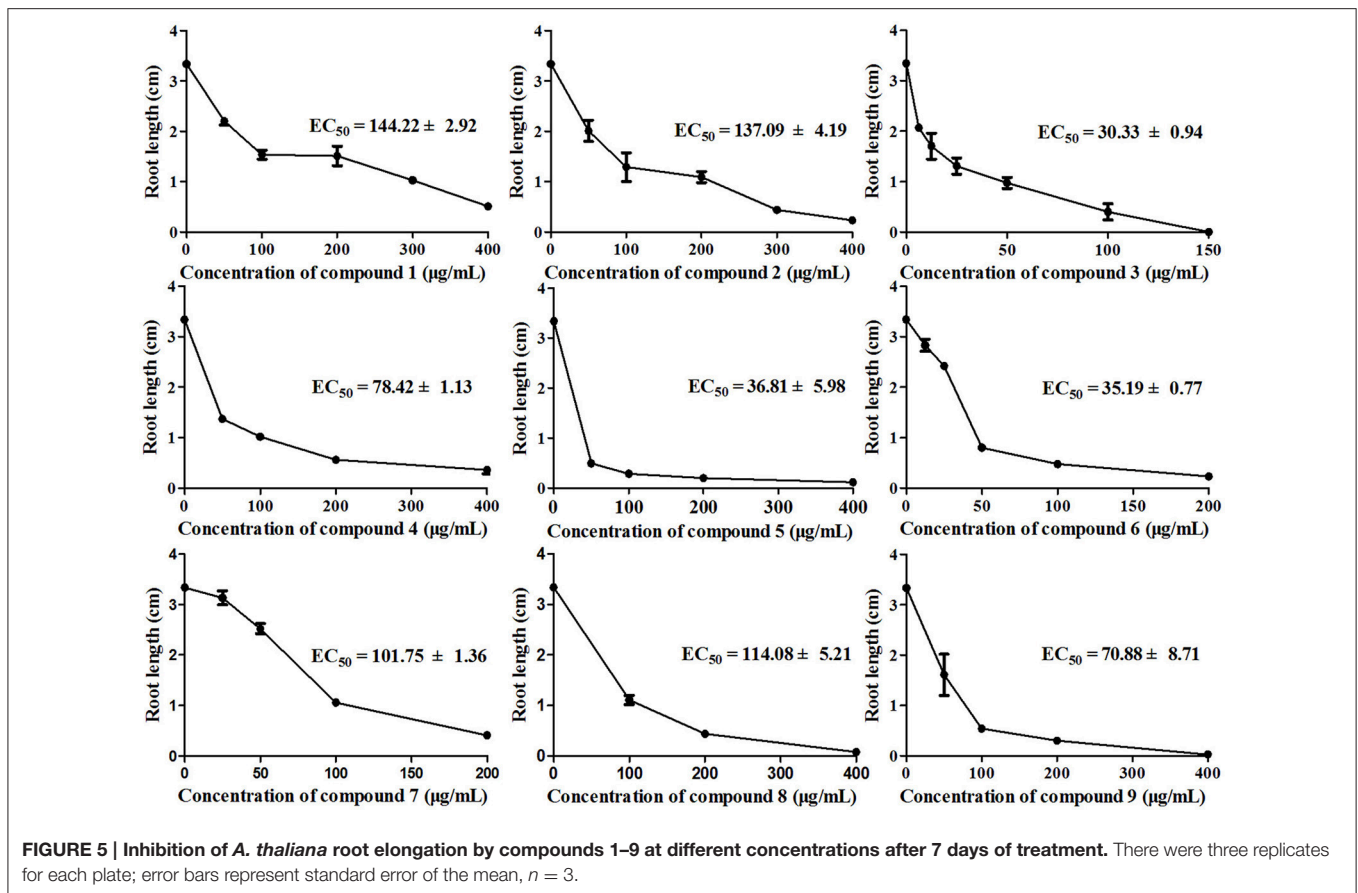 4
3
2
1
0
Root length (cm)
EC50 = 144.22 ± 2.92
0 100 200 300 400
Concentration of compound 1 (µg/mL)
4
3
2
1
0
Root length (cm)
EC50 = 137.09 ± 4.19
0 100 200 300 400
Concentration of compound 2 (µg/mL)
4
3
2
1
0
Root length (cm)
EC50 = 30.33 ± 0.94
0 50 100 150
Concentration of compound 3 (µg/mL)
4
3
2
1
0
Root length (cm)
EC50 = 78.42 ± 1.13
0 100 200 300 400
Concentration of compound 4 (µg/mL)
4
3
2
1
0
Root length (cm)
EC50 = 36.81 ± 5.98
0 100 200 300 400
Concentration of compound 5 (µg/mL)
4
3
2
1
0
Root length (cm)
EC50 = 35.19 ± 0.77
0 50 100 150 200
Concentration of compound 6 (µg/mL)
4
3
2
1
0
Root length (cm)
EC50 = 101.75 ± 1.36
0 50 100 150 200
Concentration of compound 7 (µg/mL)
4
3
2
1
0
Root length (cm)
EC50 = 114.08 ± 5.21
0 100 200 300 400
Concentration of compound 8 (µg/mL)
4
3
2
1
0
Root length (cm)
EC50 = 70.88 ± 8.71
0 100 200 300 400
Concentration of compound 9 (µg/mL)
FIGURE 5 | Inhibition of A. thaliana root elongation by compounds 1–9 at different concentrations after 7 days of treatment. There were three replicates
for each plate; error bars represent standard error of the mean, n = 3.